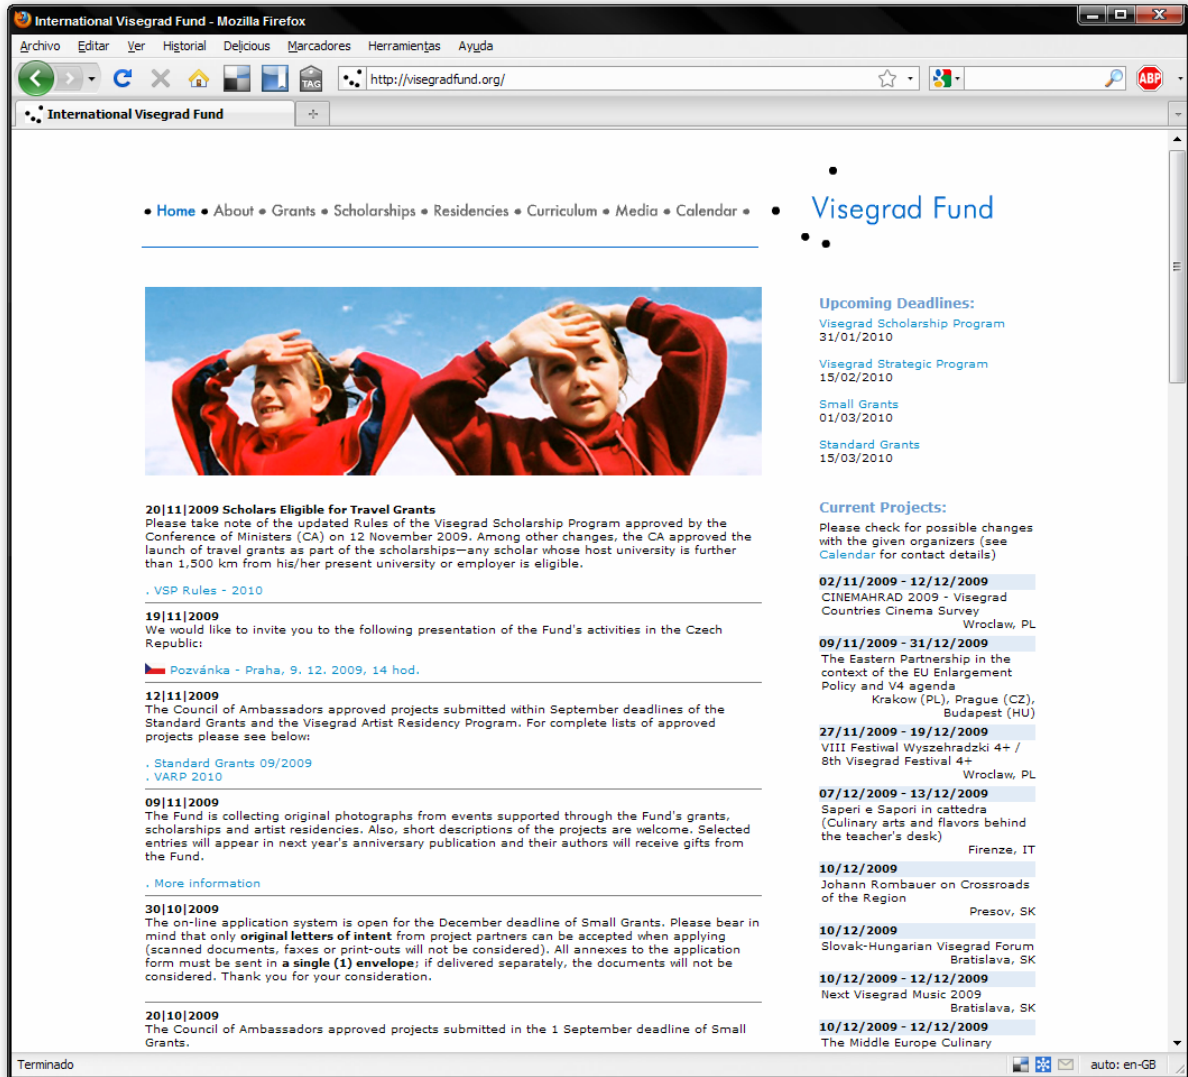 International Visegrad Fund - Mozilla Firefox
Archivo Editar Ver Historial Delicious Marcadores Herramientas Ayuda
TAG
http://visegradfund.org/
ABP
International Visegrad Fund
• Home • About • Grants • Scholarships • Residencies • Curriculum • Media • Calendar •
Visegrad Fund
20|11|2009 Scholars Eligible for Travel Grants
Please take note of the updated Rules of the Visegrad Scholarship Program approved by the
Conference of Ministers (CA) on 12 November 2009. Among other changes, the CA approved the
launch of travel grants as part of the scholarships—any scholar whose host university is further
than 1,500 km from his/her present university or employer is eligible.
. VSP Rules - 2010
19|11|2009
We would like to invite you to the following presentation of the Fund's activities in the Czech
Republic:
Pozvánka - Praha, 9. 12. 2009, 14 hod.
12|11|2009
The Council of Ambassadors approved projects submitted within September deadlines of the
Standard Grants and the Visegrad Artist Residency Program. For complete lists of approved
projects please see below:
. Standard Grants 09/2009
. VARP 2010
09|11|2009
The Fund is collecting original photographs from events supported through the Fund's grants,
scholarships and artist residencies. Also, short descriptions of the projects are welcome. Selected
entries will appear in next year's anniversary publication and their authors will receive gifts from
the Fund.
. More information
30|10|2009
The on-line application system is open for the December deadline of Small Grants. Please bear in
mind that only original letters of intent from project partners can be accepted when applying
(scanned documents, faxes or print-outs will not be considered). All annexes to the application
form must be sent in a single (1) envelope; if delivered separately, the documents will not be
considered. Thank you for your consideration.
20|10|2009
The Council of Ambassadors approved projects submitted in the 1 September deadline of Small
Grants.
Upcoming Deadlines:
Visegrad Scholarship Program
31/01/2010
Visegrad Strategic Program
15/02/2010
Small Grants
01/03/2010
Standard Grants
15/03/2010
Current Projects:
Please check for possible changes
with the given organizers (see
Calendar for contact details)
02/11/2009 - 12/12/2009
CINEMAHRAD 2009 - Visegrad
Countries Cinema Survey
Wroclaw, PL
09/11/2009 - 31/12/2009
The Eastern Partnership in the
context of the EU Enlargement
Policy and V4 agenda
Krakow (PL), Prague (CZ),
Budapest (HU)
27/11/2009 - 19/12/2009
VIII Festiwal Wyszehradzki 4+ /
8th Visegrad Festival 4+
Wroclaw, PL
07/12/2009 - 13/12/2009
Saperi e Sapori in cattedra
(Culinary arts and flavors behind
the teacher's desk)
Firenze, IT
10/12/2009
Johann Rombauer on Crossroads
of the Region
Presov, SK
10/12/2009
Slovak-Hungarian Visegrad Forum
Bratislava, SK
10/12/2009 - 12/12/2009
Next Visegrad Music 2009
Bratislava, SK
10/12/2009 - 12/12/2009
The Middle Europe Culinary
Terminado
auto: en-GB